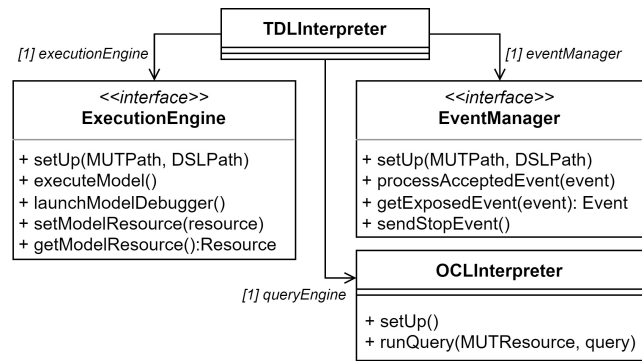 TDLInterpreter
[1] executionEngine
[1] eventManager
<<interface>>
ExecutionEngine
+ setUp(MUTPath, DSLPath)
+ executeModel()
+ launchModelDebugger()
+ setModelResource(resource)
+ getModelResource():Resource
<<interface>>
EventManager
+ setUp(MUTPath, DSLPath)
+ processAcceptedEvent(event)
+ getExposedEvent(event): Event
+ sendStopEvent()
[1] queryEngine
OCLInterpreter
+ setUp()
+ runQuery(MUTResource, query)